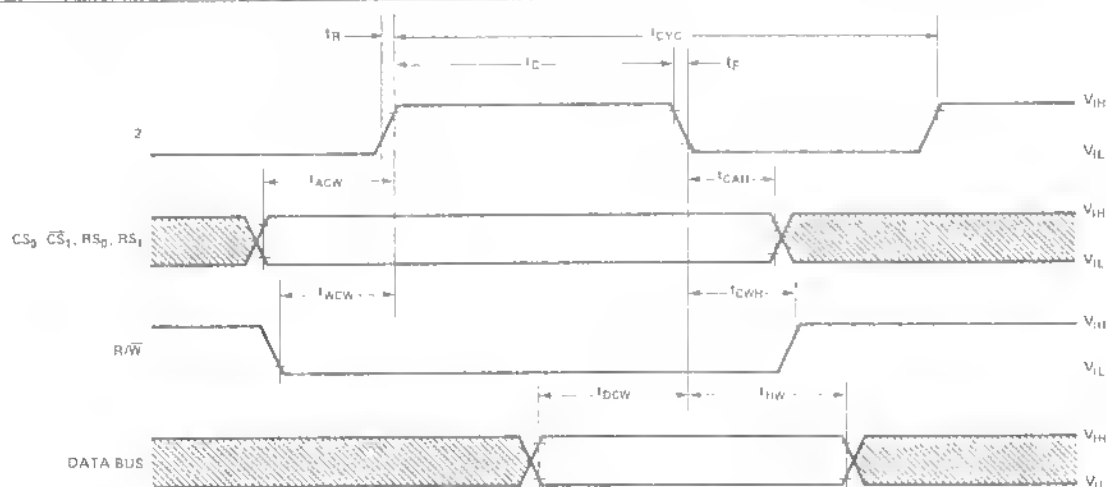 tR
tCYC
tC
tF
2
VIH
VIL
tACW
tCAH
CS0, CS1, RS0, RS1
VIH
VIL
tWCW
tCWH
R/W
VIH
VIL
tDCW
tHW
DATA BUS
VIH
VIL